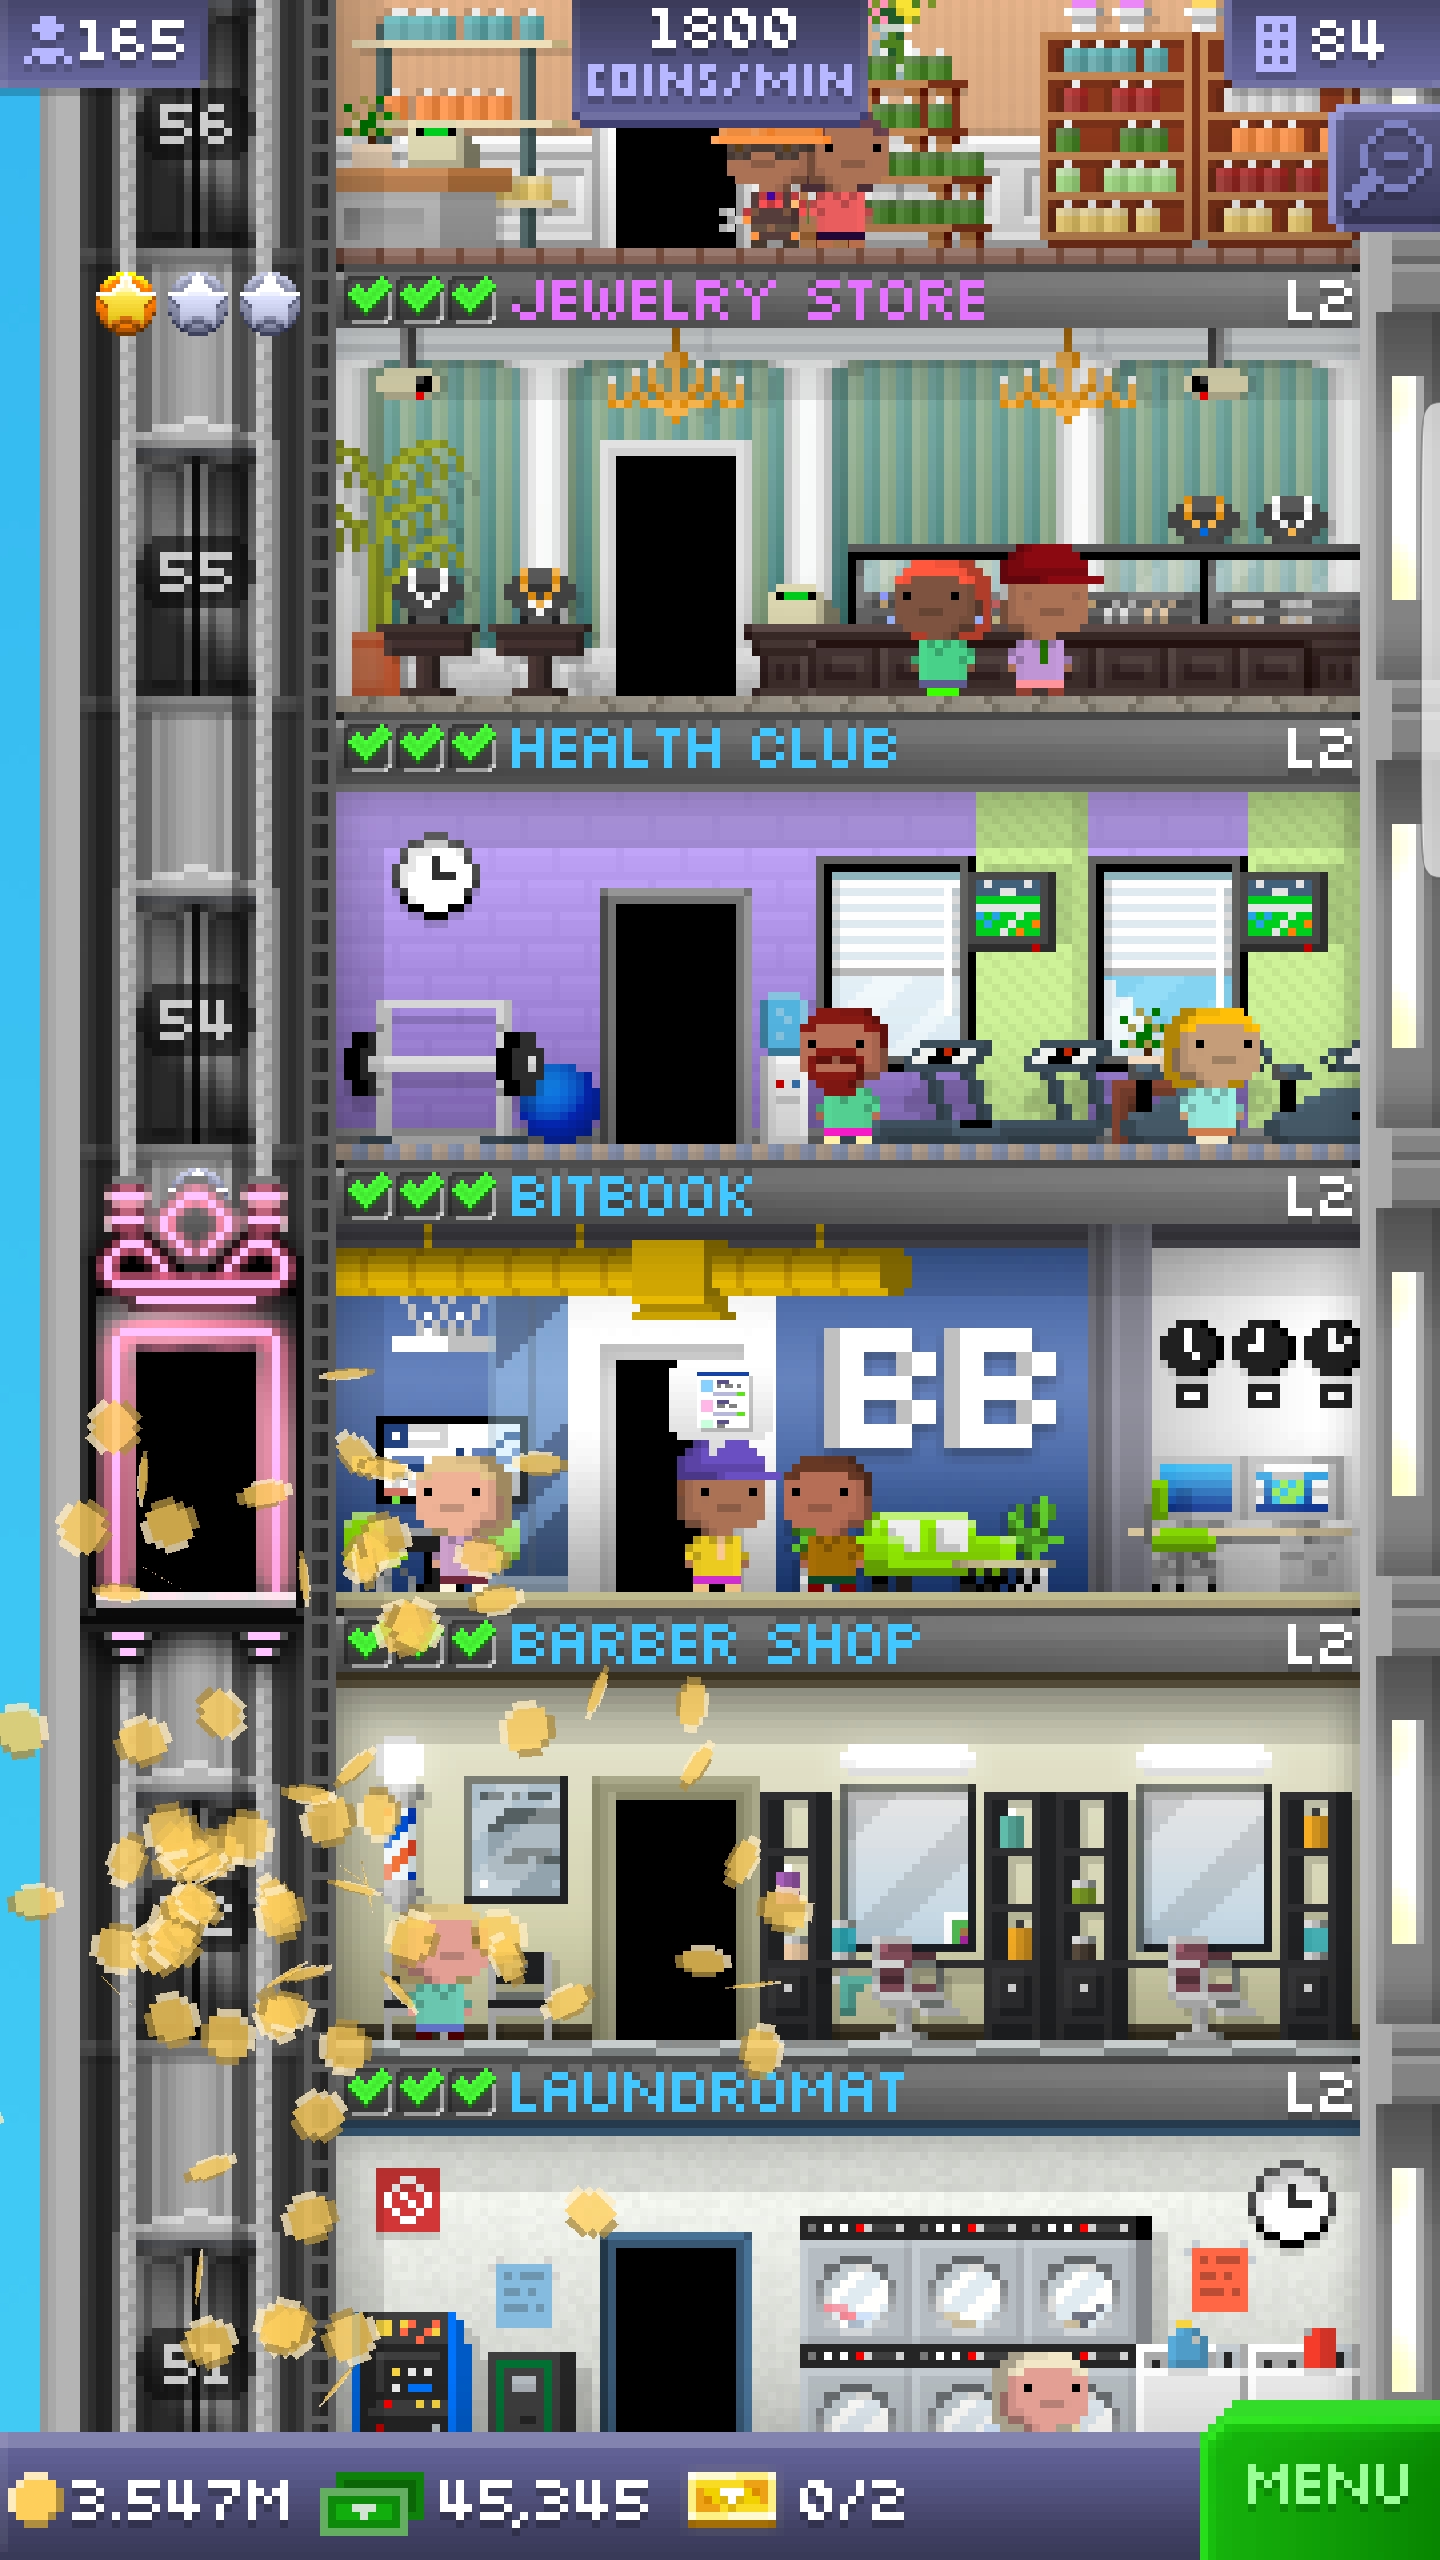 165
1800
COINS/MIN
84
56
JEWELRY STORE L2
55
HEALTH CLUB L2
54
BITBOOK L2
BB
BARBER SHOP L2
LAUNDROMAT L2
51
3.547M 45,345 0/2
MENU